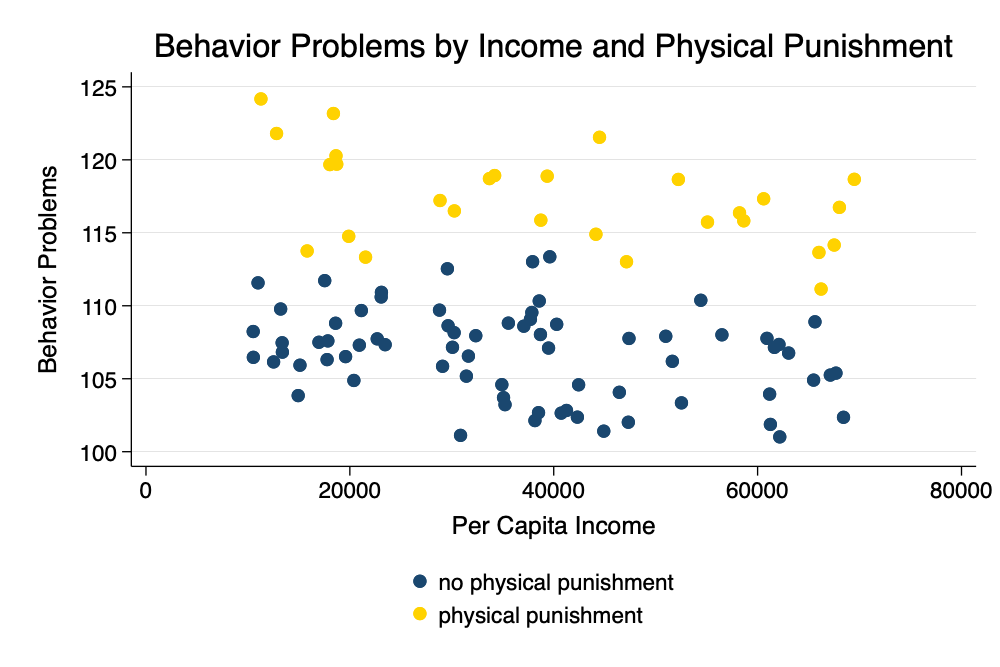 Behavior Problems by Income and Physical Punishment
Behavior Problems
125
120
115
110
105
100
0 20000 40000 60000 80000
Per Capita Income
no physical punishment
physical punishment